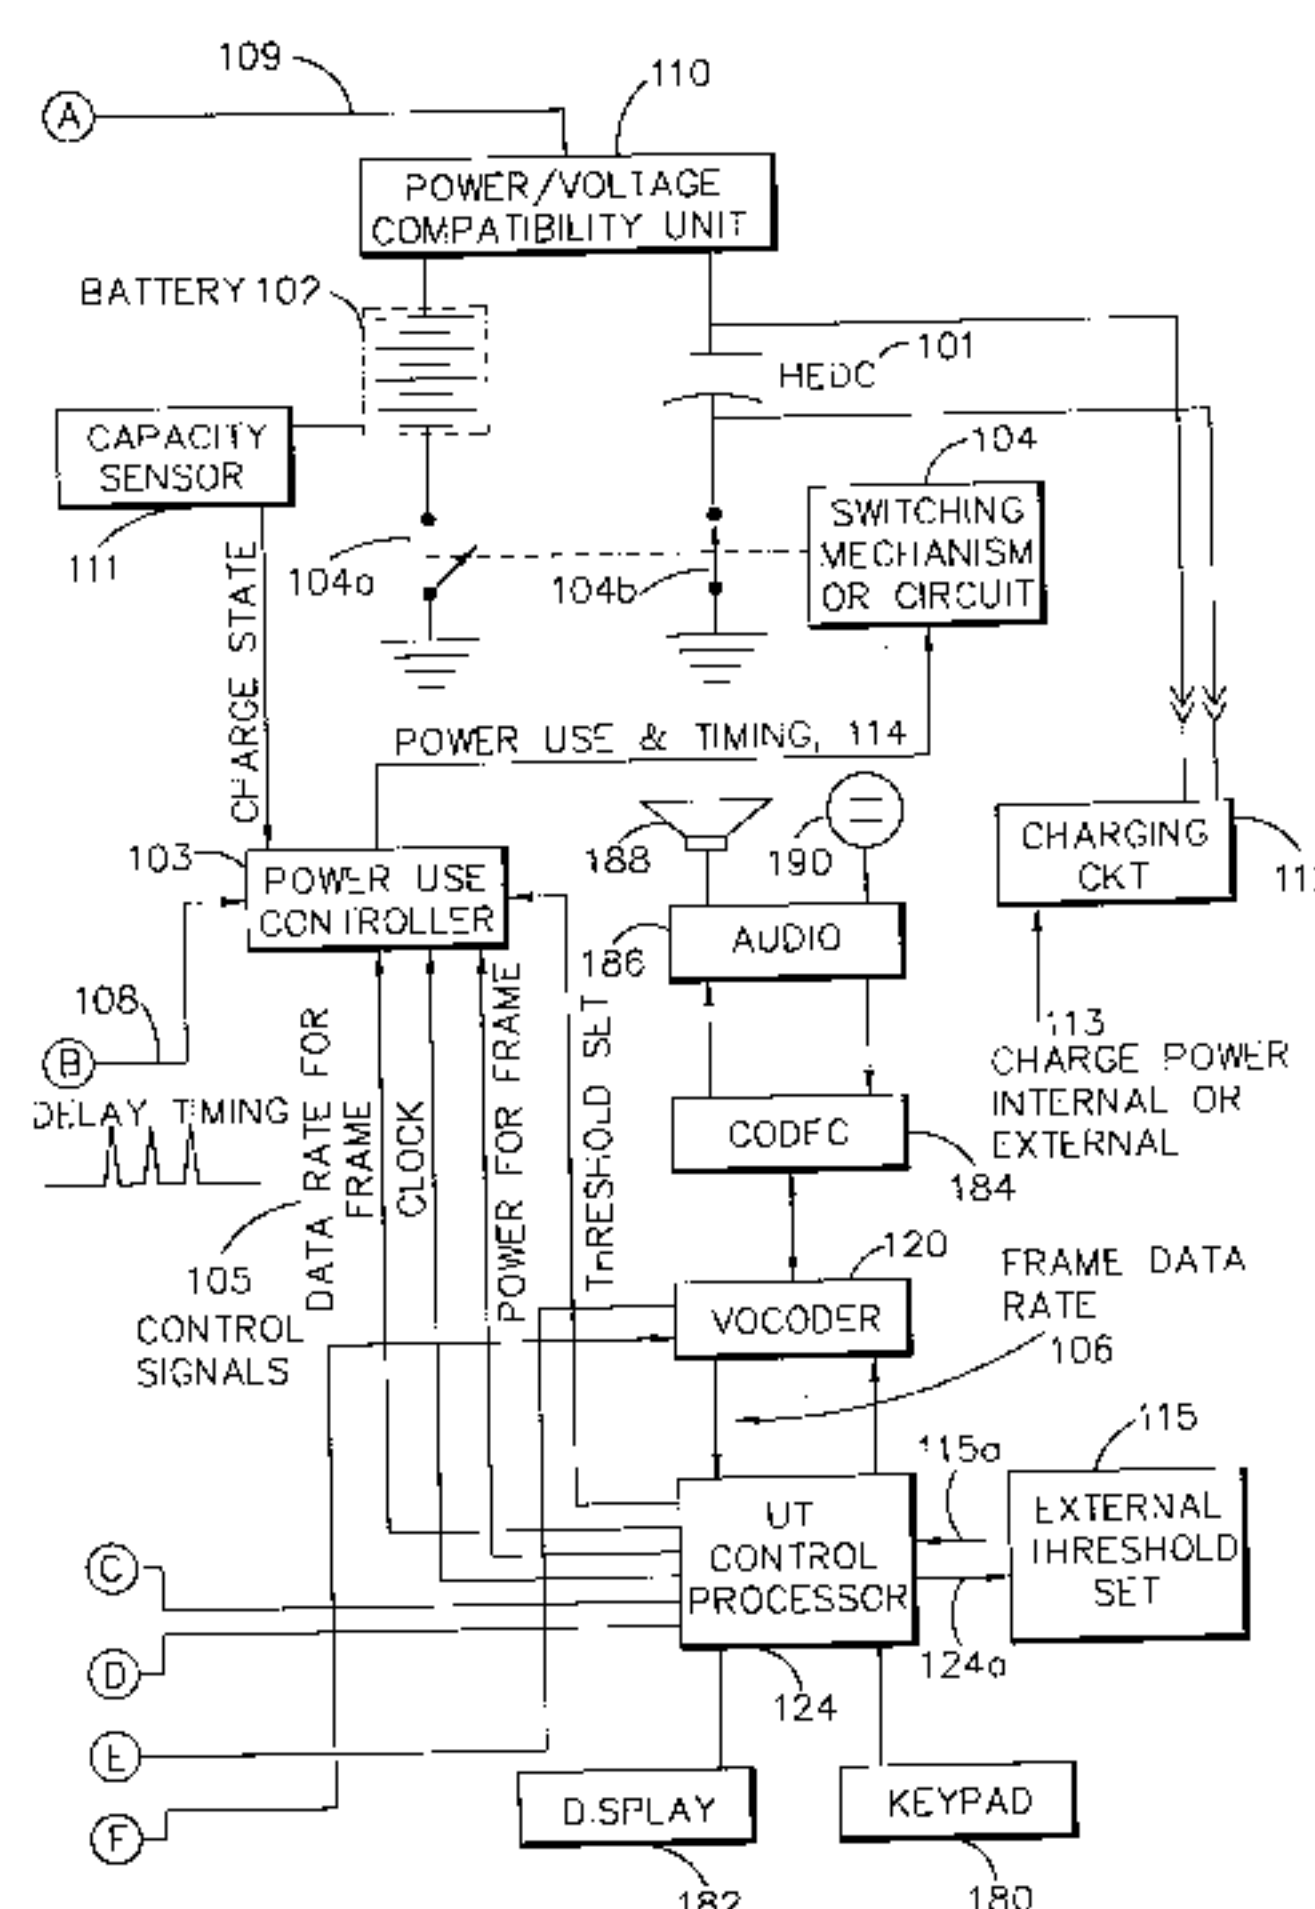 109
110
A
POWER/VOLTAGE
COMPATIBILITY UNIT
BATTERY 102
101
HEDC
CAPACITY
SENSOR
104
SWITCHING
MECHANISM
OR CIRCUIT
111
104a
104b
CHARGE STATE
POWER USE & TIMING, 114
188
190
CHARGING
CKT
103
POWER USE
CONTROLLER
AUDIO
186
108
B
DELAY TIMING
113
CHARGE POWER
INTERNAL OR
EXTERNAL
DATA RATE FOR
FRAME
CLOCK
POWER FOR FRAME
THRESHOLD SET
CODEC
184
105
CONTROL
SIGNALS
120
VOCODER
FRAME DATA
RATE
106
115
115a
UT
CONTROL
PROCESSOR
EXTERNAL
THRESHOLD
SET
C
D
124a
124
E
DISPLAY
KEYPAD
F
182
180